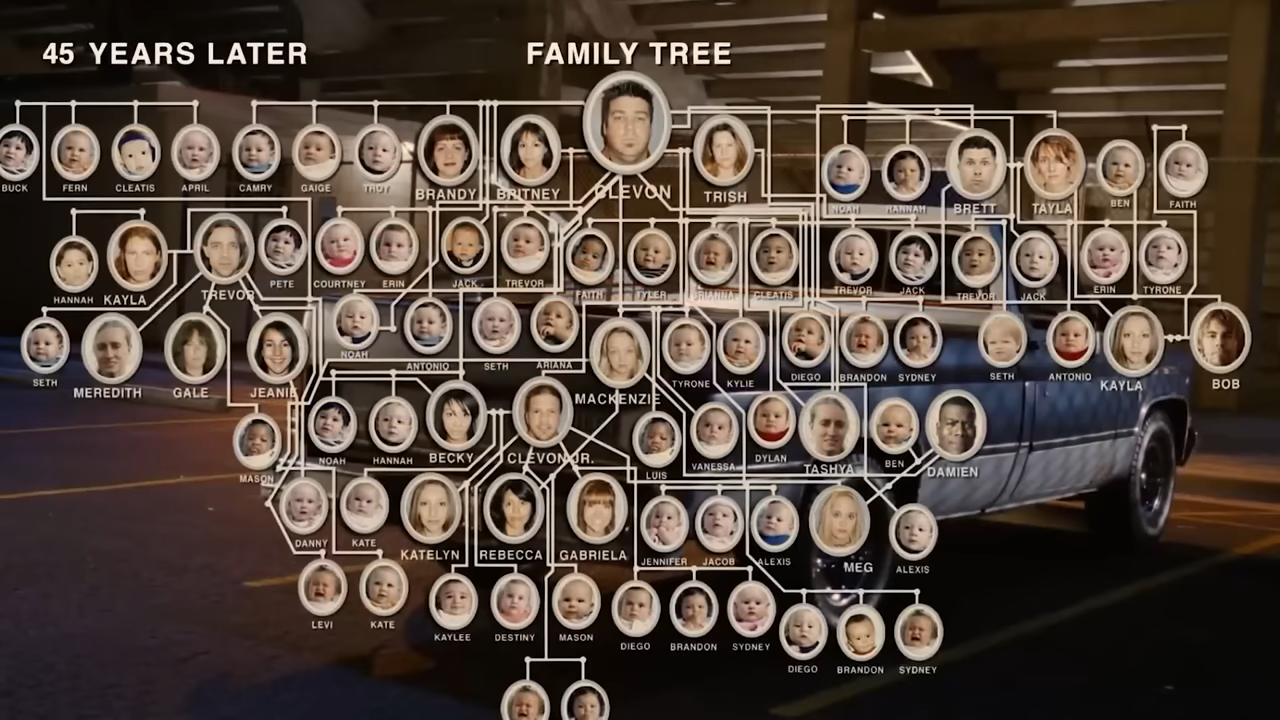 45 YEARS LATER
FAMILY TREE
BUCK
FERN
CLEATIS
APRIL
CAMRY
GAIGE
TROY
BRANDY
BRITNEY
CLEVON
TRISH
NOAH
HANNAH
BRETT
TAYLA
BEN
FAITH
HANNAH
KAYLA
TREVOR
PETE
COURTNEY
ERIN
JACK
TREVOR
FAITH
TYLER
BRIANNA
CLEATIS
TREVOR
JACK
TREVOR
JACK
ERIN
TYRONE
SETH
MEREDITH
GALE
JEANIE
NOAH
ANTONIO
SETH
ARIANA
MACKENZIE
TYRONE
KYLIE
DIEGO
BRANDON
SYDNEY
SETH
ANTONIO
KAYLA
BOB
MASON
NOAH
HANNAH
BECKY
CLEVON JR.
LUIS
VANESSA
DYLAN
TASHYA
BEN
DAMIEN
DANNY
KATE
KATELYN
REBECCA
GABRIELA
JENNIFER
JACOB
ALEXIS
MEG
ALEXIS
LEVI
KATE
KAYLEE
DESTINY
MASON
DIEGO
BRANDON
SYDNEY
DIEGO
BRANDON
SYDNEY